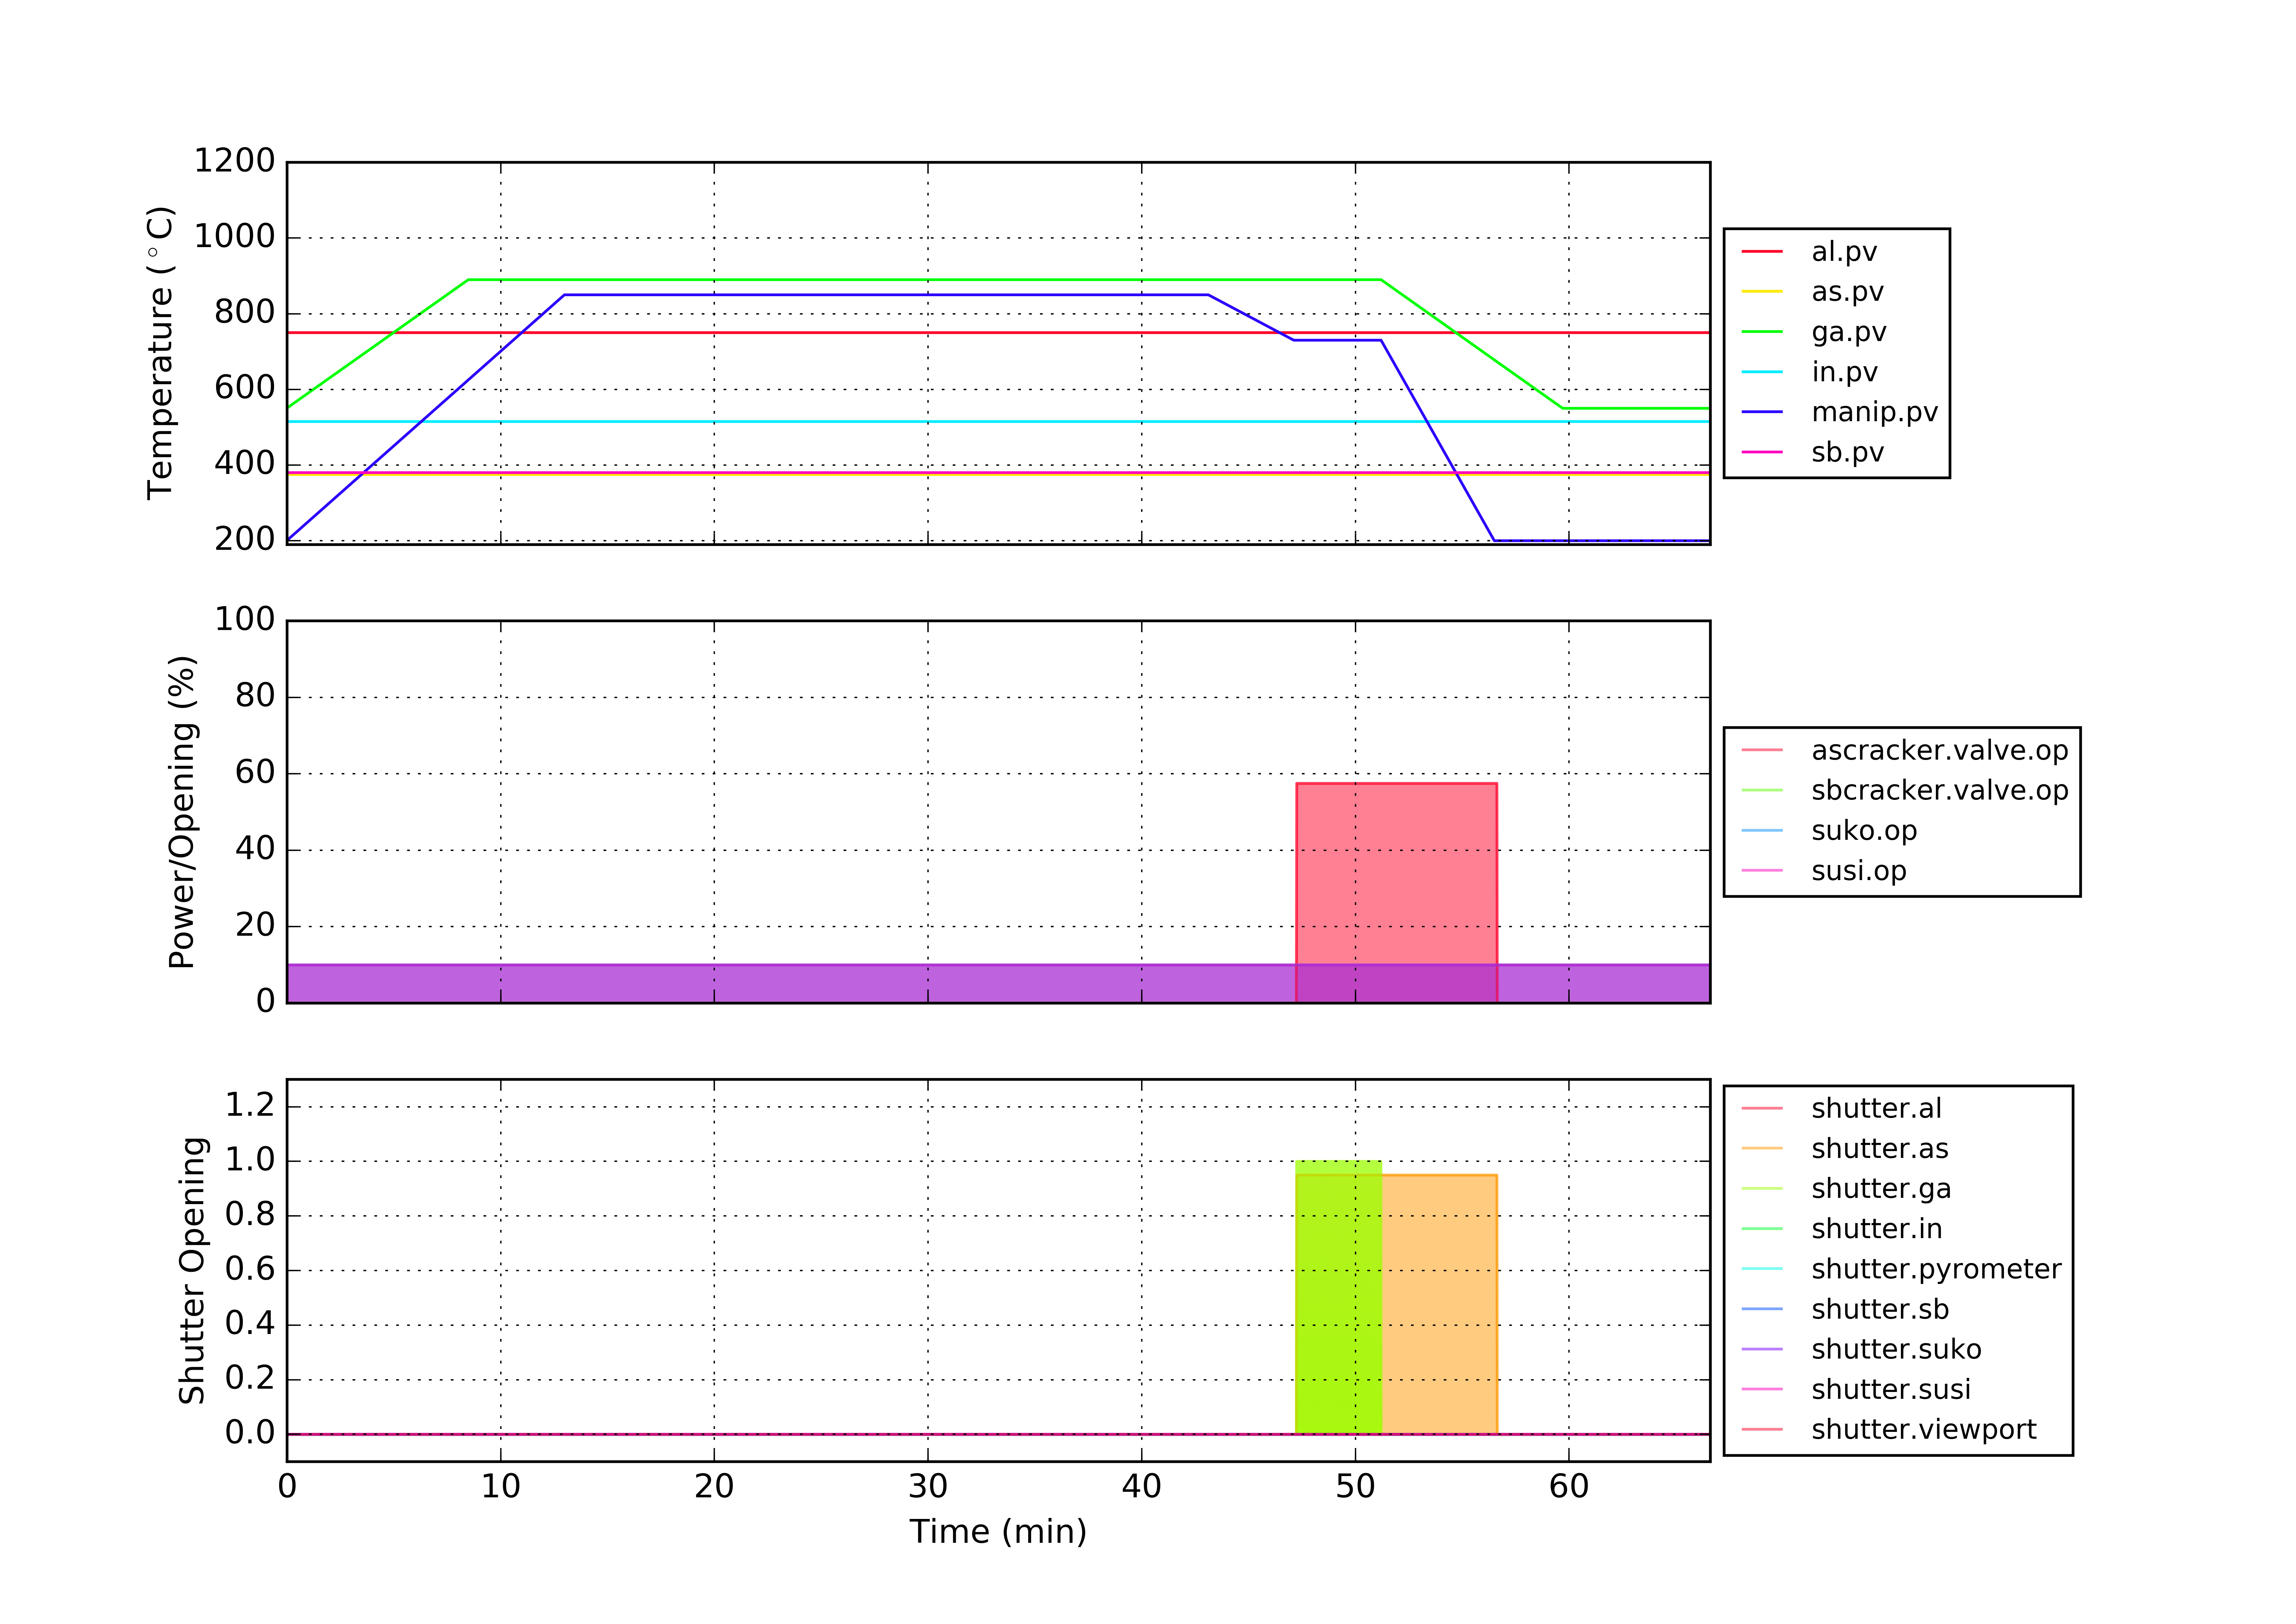 1200
1000
800
600
400
200
Temperature (°C)
al.pv
as.pv
ga.pv
in.pv
manip.pv
sb.pv
100
80
60
40
20
0
Power/Opening (%)
ascracker.valve.op
sbcracker.valve.op
suko.op
susi.op
1.2
1.0
0.8
0.6
0.4
0.2
0.0
Shutter Opening
shutter.al
shutter.as
shutter.ga
shutter.in
shutter.pyrometer
shutter.sb
shutter.suko
shutter.susi
shutter.viewport
0 10 20 30 40 50 60
Time (min)